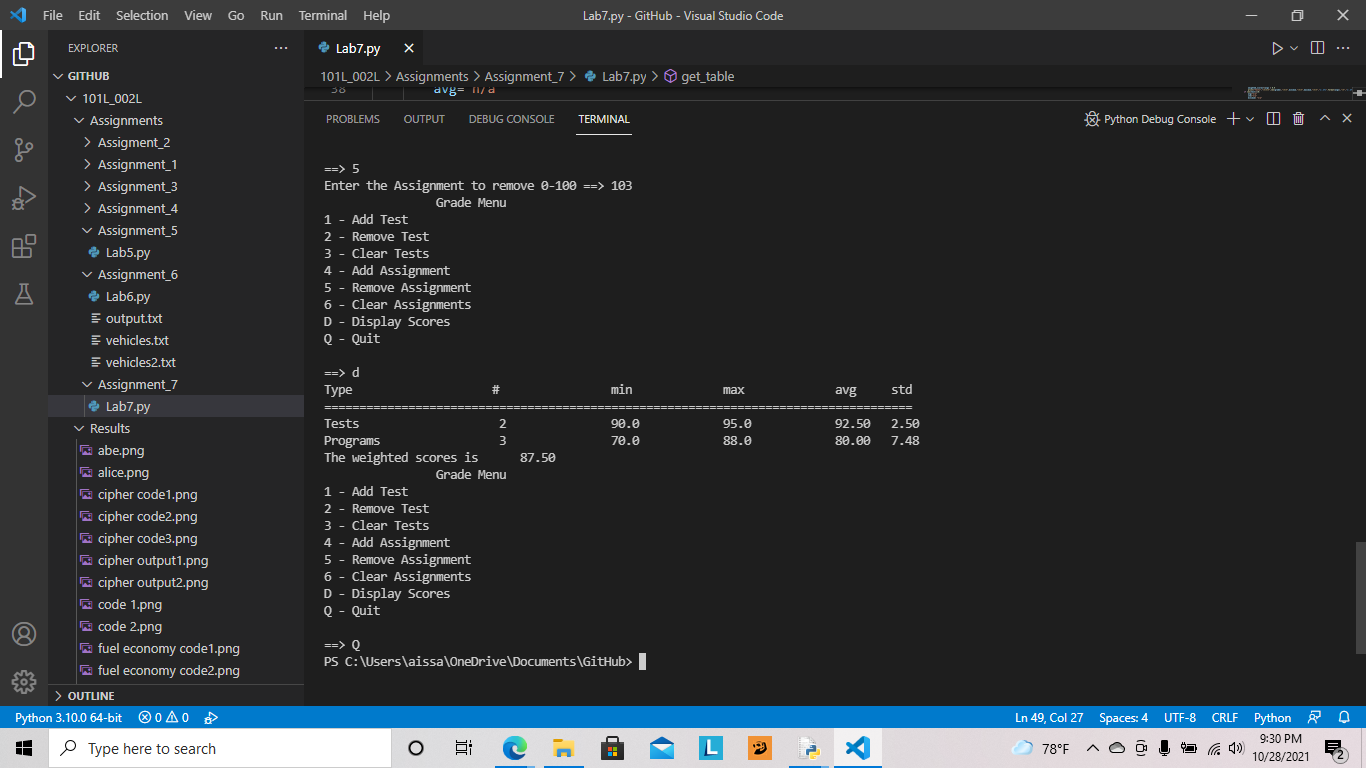 File Edit Selection View Go Run Terminal Help Lab7.py - GitHub - Visual Studio Code
EXPLORER
GITHUB
101L_002L
Assignments
Assigment_2
Assignment_1
Assignment_3
Assignment_4
Assignment_5
Lab5.py
Assignment_6
Lab6.py
output.txt
vehicles.txt
vehicles2.txt
Assignment_7
Lab7.py
Results
abe.png
alice.png
cipher code1.png
cipher code2.png
cipher code3.png
cipher output1.png
cipher output2.png
code 1.png
code 2.png
fuel economy code1.png
fuel economy code2.png
OUTLINE
Lab7.py
101L_002L > Assignments > Assignment_7 > Lab7.py > get_table
38 avg='n/a'
PROBLEMS OUTPUT DEBUG CONSOLE TERMINAL Python Debug Console
==> 5
Enter the Assignment to remove 0-100 ==> 103
Grade Menu
1 - Add Test
2 - Remove Test
3 - Clear Tests
4 - Add Assignment
5 - Remove Assignment
6 - Clear Assignments
D - Display Scores
Q - Quit
==> d
Type # min max avg std
====================================================================================
Tests 2 90.0 95.0 92.50 2.50
Programs 3 70.0 88.0 80.00 7.48
The weighted scores is 87.50
Grade Menu
1 - Add Test
2 - Remove Test
3 - Clear Tests
4 - Add Assignment
5 - Remove Assignment
6 - Clear Assignments
D - Display Scores
Q - Quit
==> Q
PS C:\Users\aissa\OneDrive\Documents\GitHub>
Python 3.10.0 64-bit 0 0 Ln 49, Col 27 Spaces: 4 UTF-8 CRLF Python
Type here to search 78°F 9:30 PM
10/28/2021 2